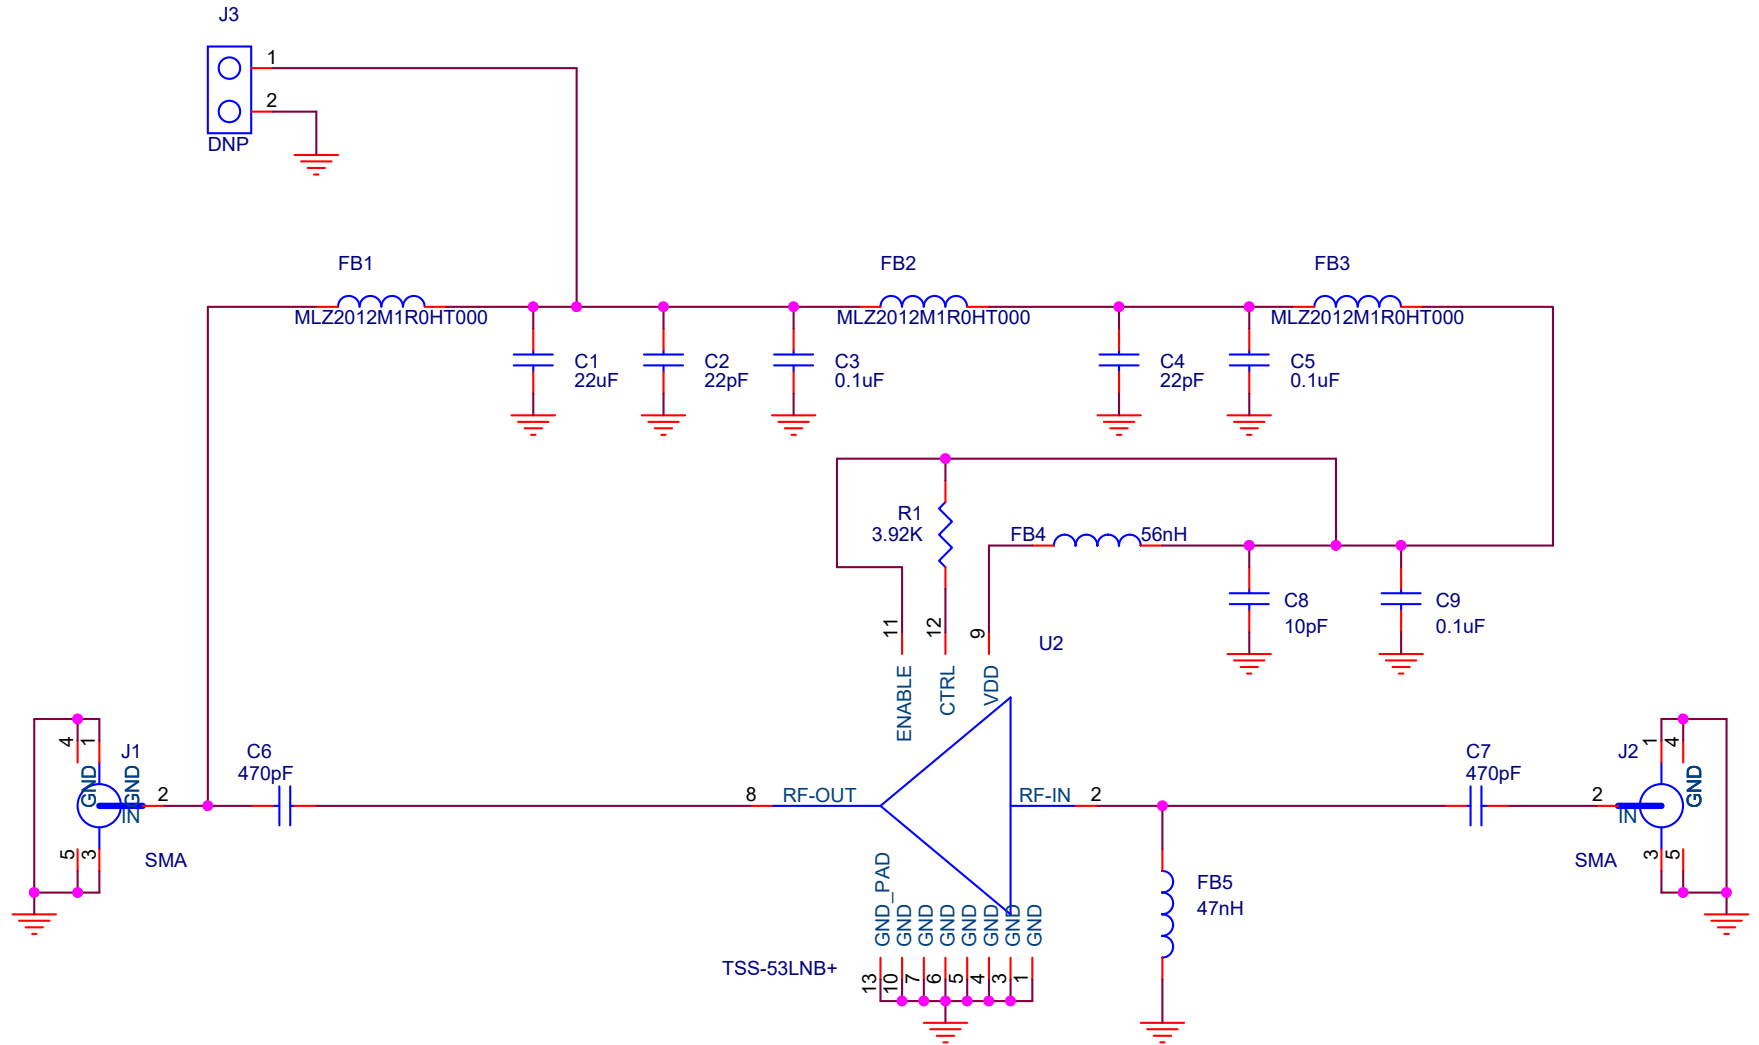 J3
1
2
DNP
FB1
MLZ2012M1R0HT000
FB2
MLZ2012M1R0HT000
FB3
MLZ2012M1R0HT000
C1
22uF
C2
22pF
C3
0.1uF
C4
22pF
C5
0.1uF
R1
3.92K
FB4
56nH
C8
10pF
C9
0.1uF
11
12
9
U2
ENABLE
CTRL
VDD
4
1
J1
GND
GND
2
IN
5
3
SMA
C6
470pF
8
RF-OUT
RF-IN
2
C7
470pF
1
4
J2
GND
2
IN
3
5
SMA
FB5
47nH
GND_PAD
GND
GND
GND
GND
GND
GND
GND
TSS-53LNB+
13
10
7
6
5
4
3
1